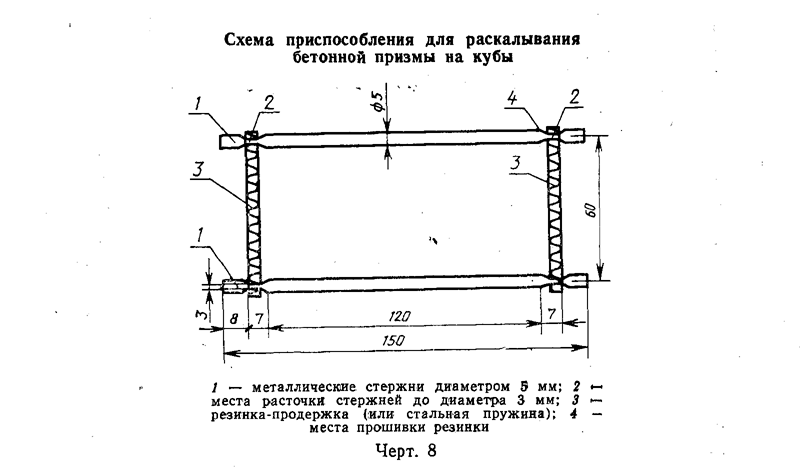 Схема приспособления для раскалывания
бетонной призмы на кубы
1
2
ϕ5
4
2
3
3
60
1
3
8
7
120
7
150
1 — металлические стержни диаметром 5 мм; 2 —
места расточки стержней до диаметра 3 мм; 3 —
резинка-продержка (или стальная пружина); 4 —
места прошивки резинки
Черт. 8